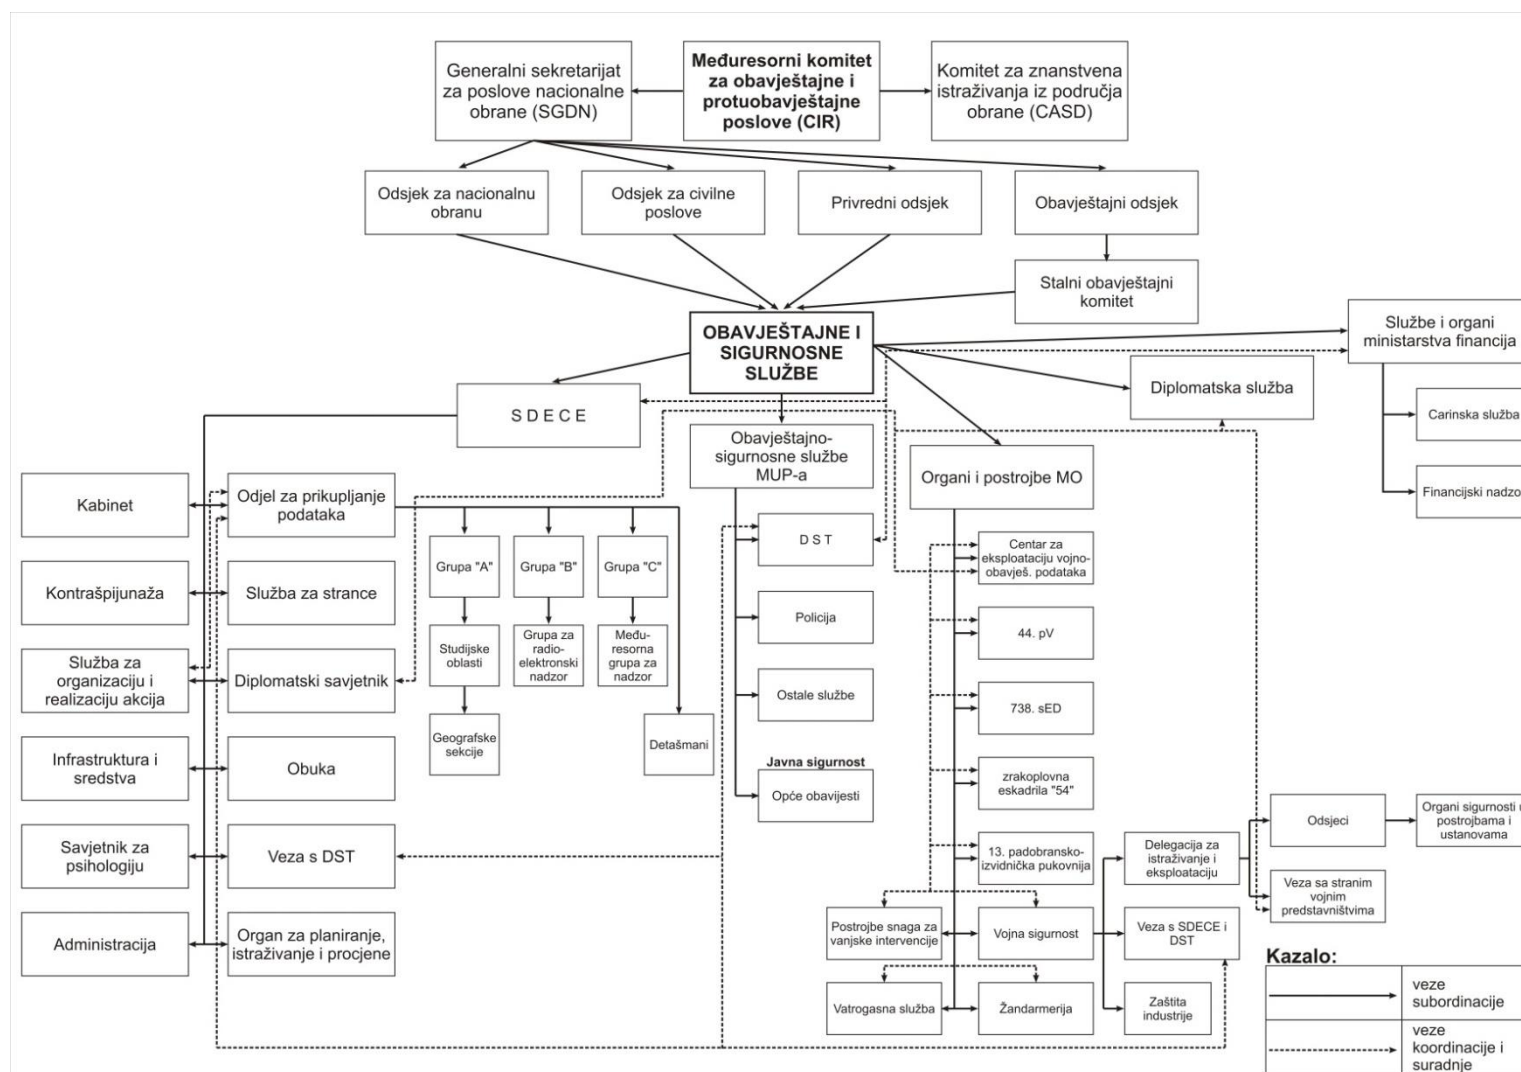 Generalni sekretarijat
za poslove nacionalne
obrane (SGDN)
Međuresorni komitet
za obavještajne i
protuobavještajne
poslove (CIR)
Komitet za znanstvena
istraživanja iz područja
obrane (CASD)
Odsjek za nacionalnu
obranu
Odsjek za civilne
poslove
Privredni odsjek
Obavještajni odsjek
Stalni obavještajni
komitet
OBAVJEŠTAJNE I
SIGURNOSNE
SLUŽBE
Službe i organi
ministarstva financija
Diplomatska služba
Carinska služba
Financijski nadzo
S D E C E
Obavještajno-
sigurnosne službe
MUP-a
Organi i postrojbe MO
Kabinet
Odjel za prikupljanje
podataka
Kontrašpijunaža
Služba za strance
Služba za
organizaciju i
realizaciju akcija
Diplomatski savjetnik
Infrastruktura i
sredstva
Obuka
Savjetnik za
psihologiju
Veza s DST
Administracija
Organ za planiranje,
istraživanje i procjene
Grupa "A"
Grupa "B"
Grupa "C"
Studijske
oblasti
Grupa za
radio-
elektronski
nadzor
Među-
resorna
grupa za
nadzor
Geografske
sekcije
Detašmani
D S T
Policija
Ostale službe
Javna sigurnost
Opće obavijesti
Centar za
eksploataciju vojno-
obavješ. podataka
44. pV
738. sED
zrakoplovna
eskadrila "54"
13. padobransko-
izvidnička pukovnija
Postrojbe snaga za
vanjske intervencije
Vojna sigurnost
Vatrogasna služba
Žandarmerija
Delegacija za
istraživanje i
eksploataciju
Veza s SDECE i
DST
Zaštita
industrije
Odsjeci
Organi sigurnosti u
postrojbama i
ustanovama
Veza sa stranim
vojnim
predstavništvima
Kazalo:
veze
subordinacije
veze
koordinacije i
suradnje